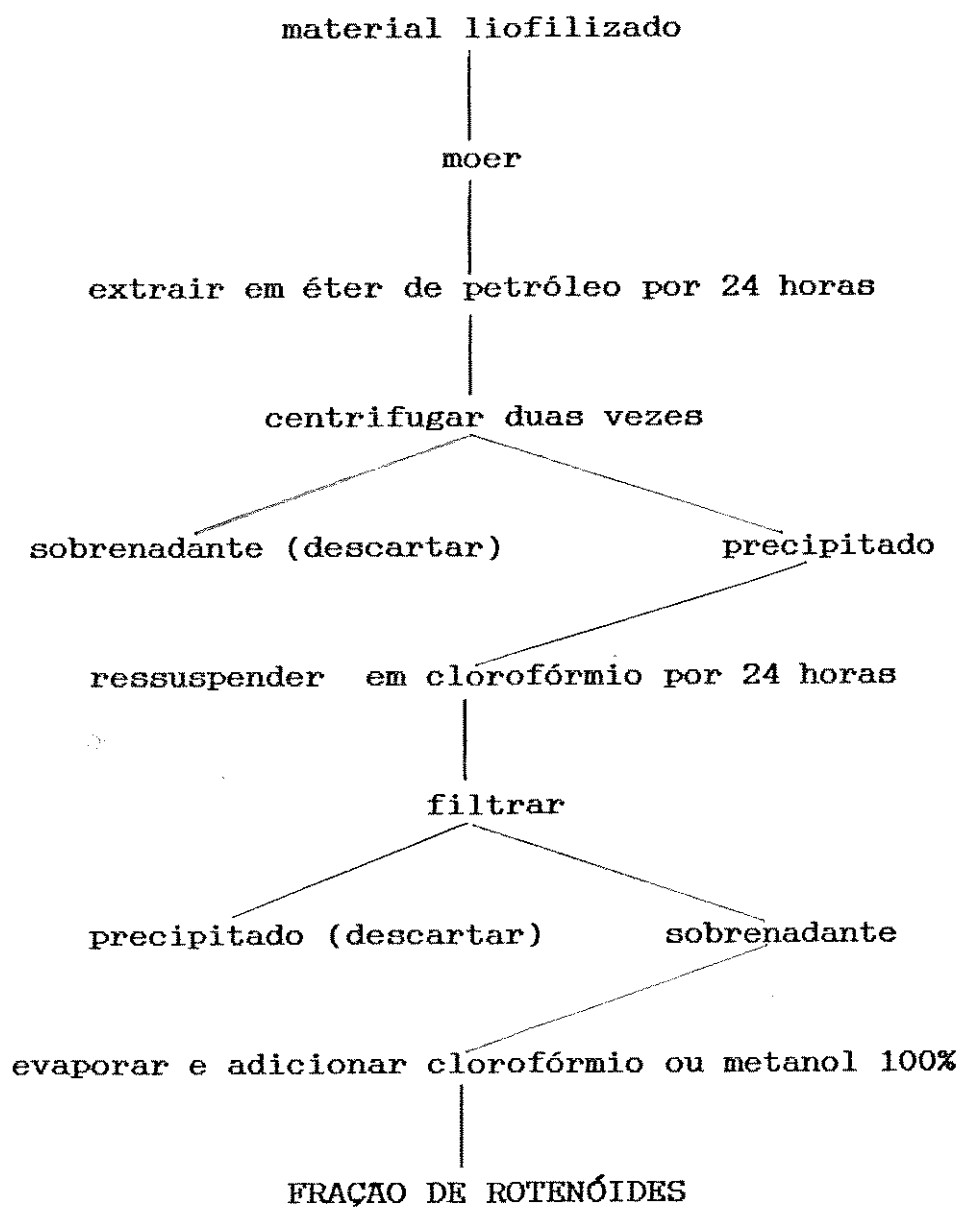 material liofilizado
moer
extrair em éter de petróleo por 24 horas
centrifugar duas vezes
sobrenadante (descartar) precipitado
ressuspender em clorofórmio por 24 horas
filtrar
precipitado (descartar) sobrenadante
evaporar e adicionar clorofórmio ou metanol 100%
FRAÇÃO DE ROTENÓIDES